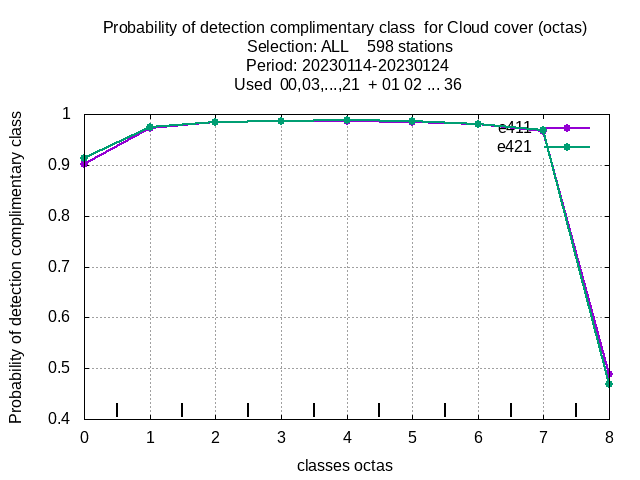 Probability of detection complimentary class  for Cloud cover (octas)
Selection: ALL    598 stations
Period: 20230114-20230124
Used  00,03,...,21  + 01 02 ... 36
Probability of detection complimentary class
1
0.9
0.8
0.7
0.6
0.5
0.4
e411
e421
0 1 2 3 4 5 6 7 8
classes octas